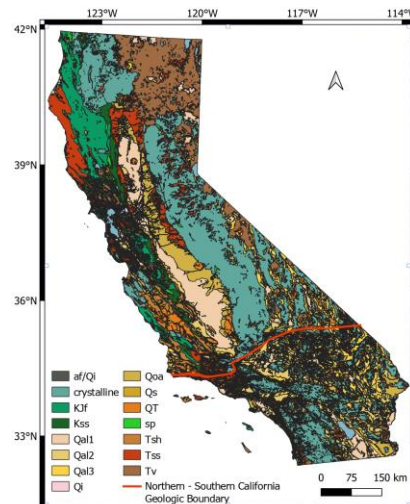 123°W 120°W 117°W 114°W
42°N
39°N
36°N
33°N
af/Qi
crystalline
KJf
Kss
Qal1
Qal2
Qal3
Qi
Qoa
Qs
QT
sp
Tsh
Tss
Tv
Northern - Southern California
Geologic Boundary
0 75 150 km